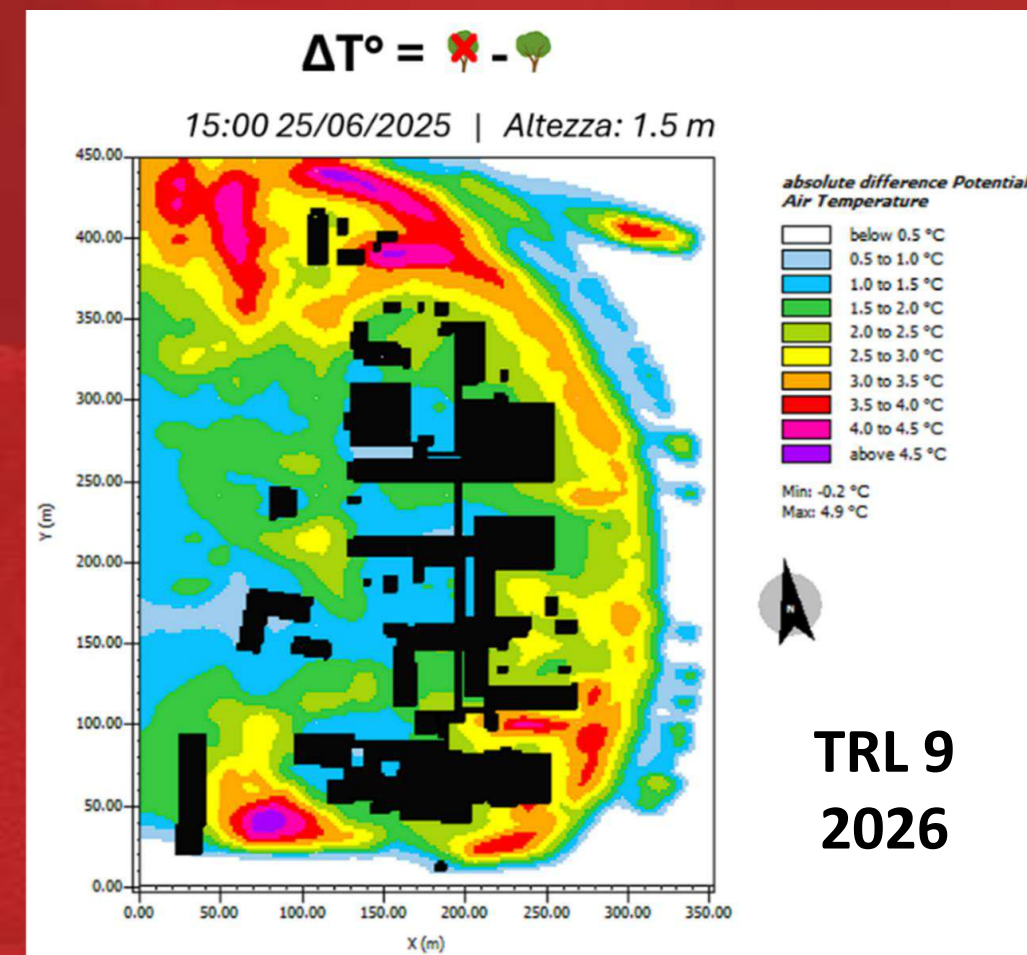 ΔT° = -
15:00 25/06/2025 | Altezza: 1.5 m
absolute difference Potential
Air Temperature
below 0.5 °C
0.5 to 1.0 °C
1.0 to 1.5 °C
1.5 to 2.0 °C
2.0 to 2.5 °C
2.5 to 3.0 °C
3.0 to 3.5 °C
3.5 to 4.0 °C
4.0 to 4.5 °C
above 4.5 °C
Min: -0.2 °C
Max: 4.9 °C
N
TRL 9
2026
450.00
400.00
350.00
300.00
250.00
200.00
150.00
100.00
50.00
0.00
Y (m)
0.00 50.00 100.00 150.00 200.00 250.00 300.00 350.00
X (m)